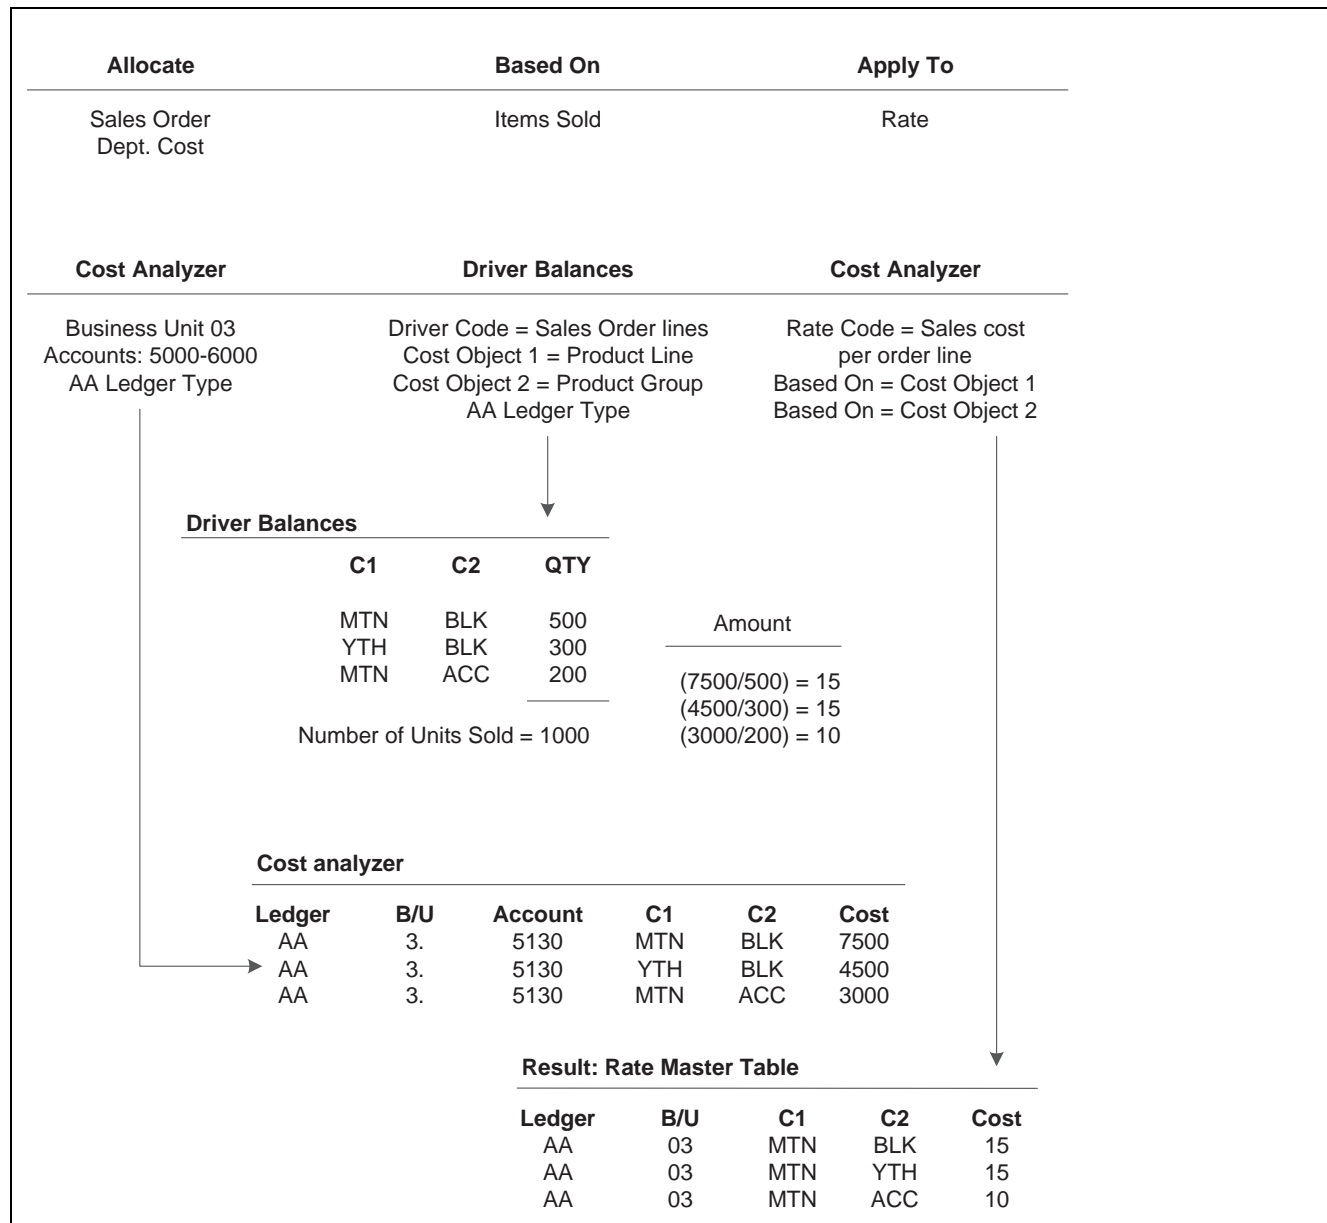 Allocate Based On Apply To
Sales Order Items Sold Rate
Dept. Cost
Cost Analyzer Driver Balances Cost Analyzer
Business Unit 03 Driver Code = Sales Order lines Rate Code = Sales cost
Accounts: 5000-6000 Cost Object 1 = Product Line per order line
AA Ledger Type Cost Object 2 = Product Group Based On = Cost Object 1
AA Ledger Type Based On = Cost Object 2
Driver Balances
C1 C2 QTY
MTN BLK 500
YTH BLK 300
MTN ACC 200
Number of Units Sold = 1000
Amount
(7500/500) = 15
(4500/300) = 15
(3000/200) = 10
Cost analyzer
Ledger B/U Account C1 C2 Cost
AA 3. 5130 MTN BLK 7500
AA 3. 5130 YTH BLK 4500
AA 3. 5130 MTN ACC 3000
Result: Rate Master Table
Ledger B/U C1 C2 Cost
AA 03 MTN BLK 15
AA 03 MTN YTH 15
AA 03 MTN ACC 10